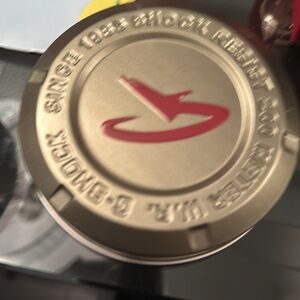 G-SHOCK SINCE 1983 SHOCK RESIST 200 METER W.R.